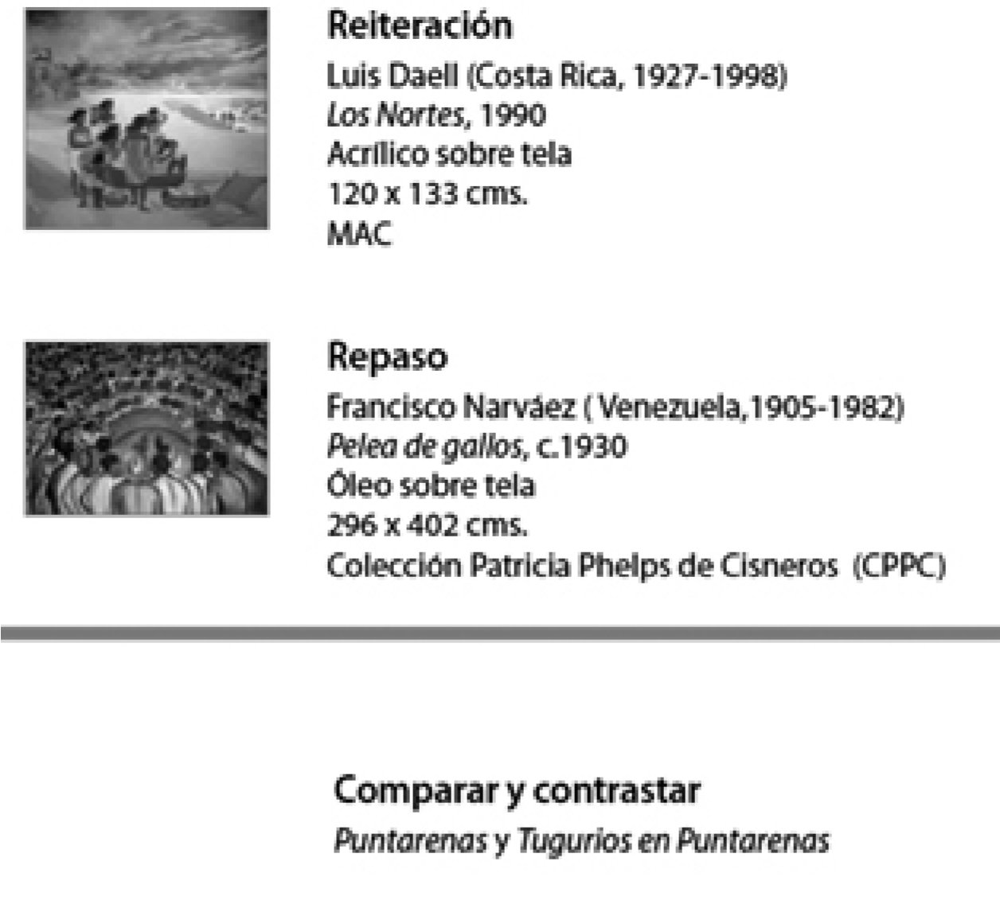 Reiteración
Luis Daell (Costa Rica, 1927-1998)
Los Nortes, 1990
Acrílico sobre tela
120 x 133 cms.
MAC
Repaso
Francisco Narváez ( Venezuela,1905-1982)
Pelea de gallos, c.1930
Óleo sobre tela
296 x 402 cms.
Colección Patricia Phelps de Cisneros (CPPC)
Comparar y contrastar
Puntarenas y Tugurios en Puntarenas